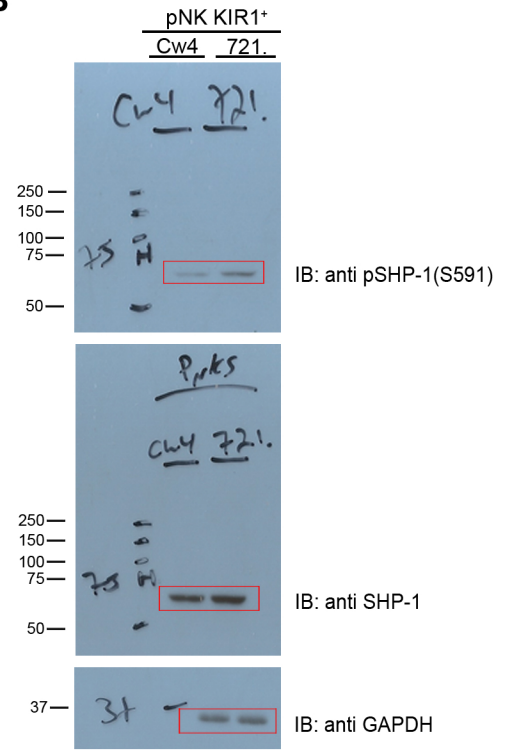 B
pNK KIR1+
Cw4 721.
Cw4 721.
250
150
100
75
75
50
IB: anti pSHP-1(S591)
PNKS
Cw4 721.
250
150
100
75
75
50
IB: anti SHP-1
37
37
IB: anti GAPDH